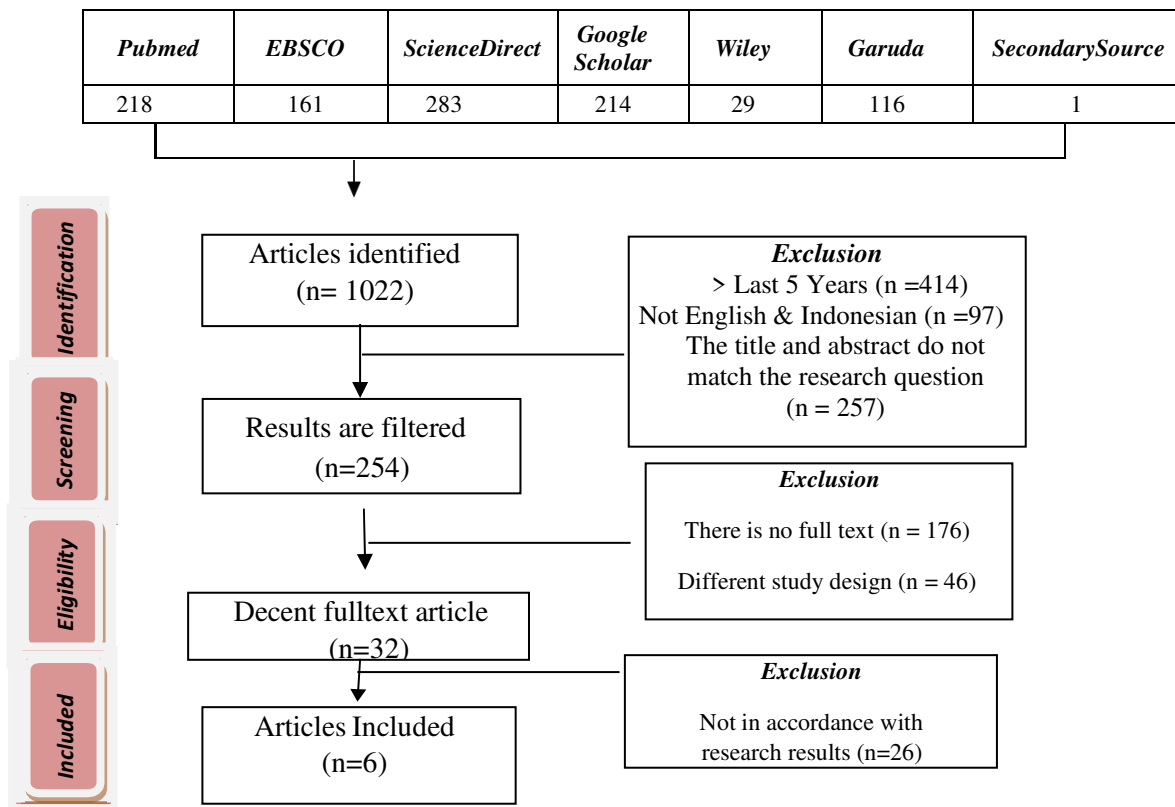 Pubmed EBSCO ScienceDirect Google Scholar Wiley Garuda SecondarySource
218 161 283 214 29 116 1
Identification
Articles identified
(n= 1022)
Exclusion
> Last 5 Years (n =414)
Not English & Indonesian (n =97)
The title and abstract do not
match the research question
(n = 257)
Screening
Results are filtered
(n=254)
Exclusion
There is no full text (n = 176)
Different study design (n = 46)
Eligibility
Decent fulltext article
(n=32)
Exclusion
Not in accordance with
research results (n=26)
Included
Articles Included
(n=6)